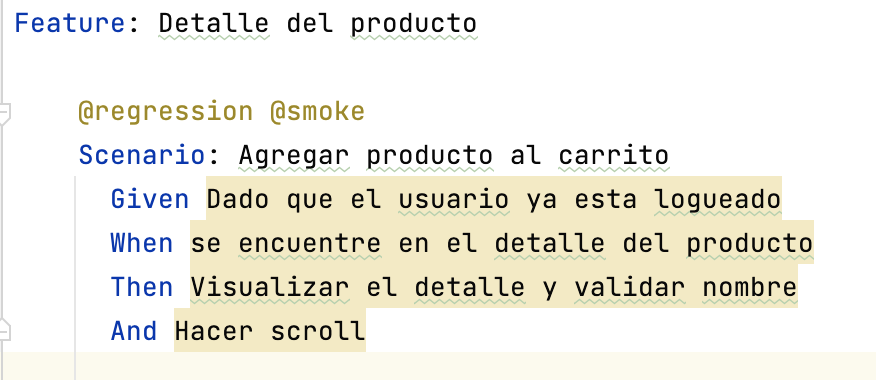 Feature: Detalle del producto
@regression @smoke
Scenario: Agregar producto al carrito
Given Dado que el usuario ya esta logueado
When se encuentre en el detalle del producto
Then Visualizar el detalle y validar nombre
And Hacer scroll